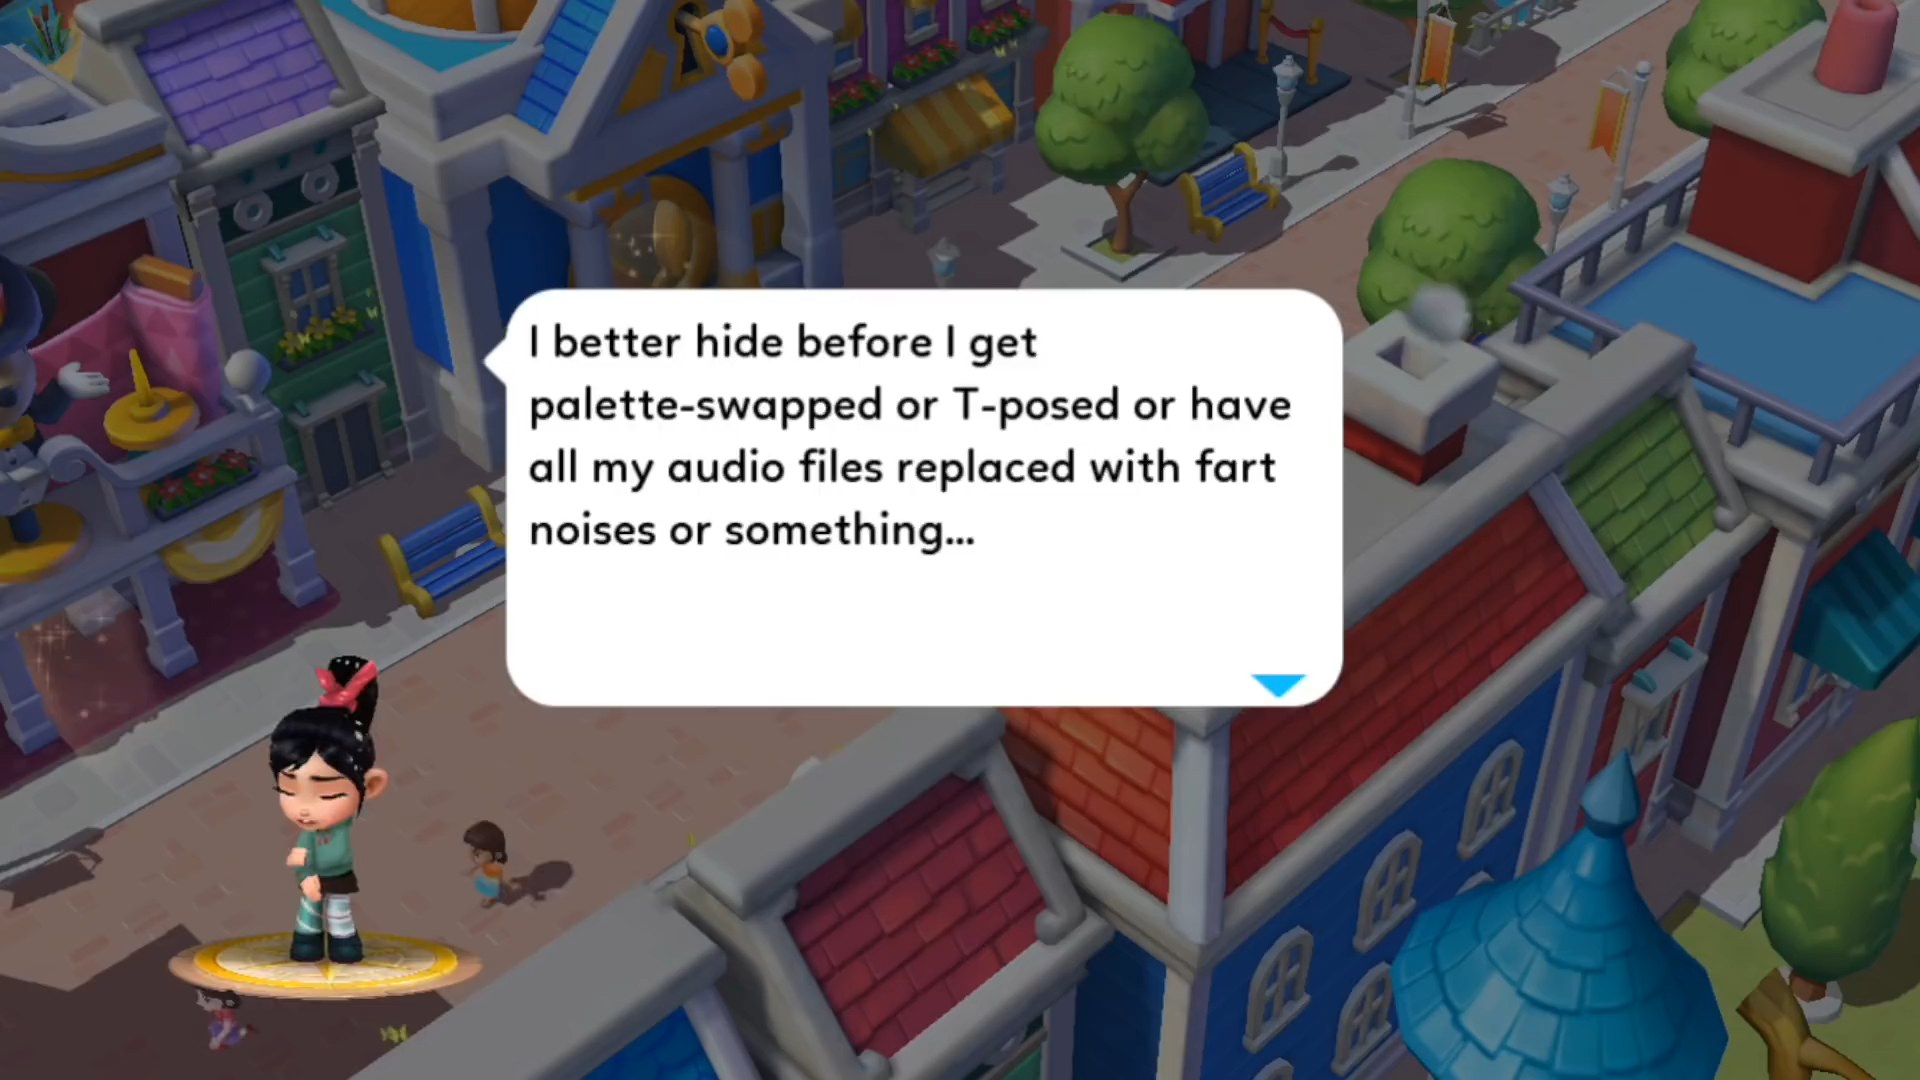 I better hide before I get
palette-swapped or T-posed or have
all my audio files replaced with fart
noises or something...